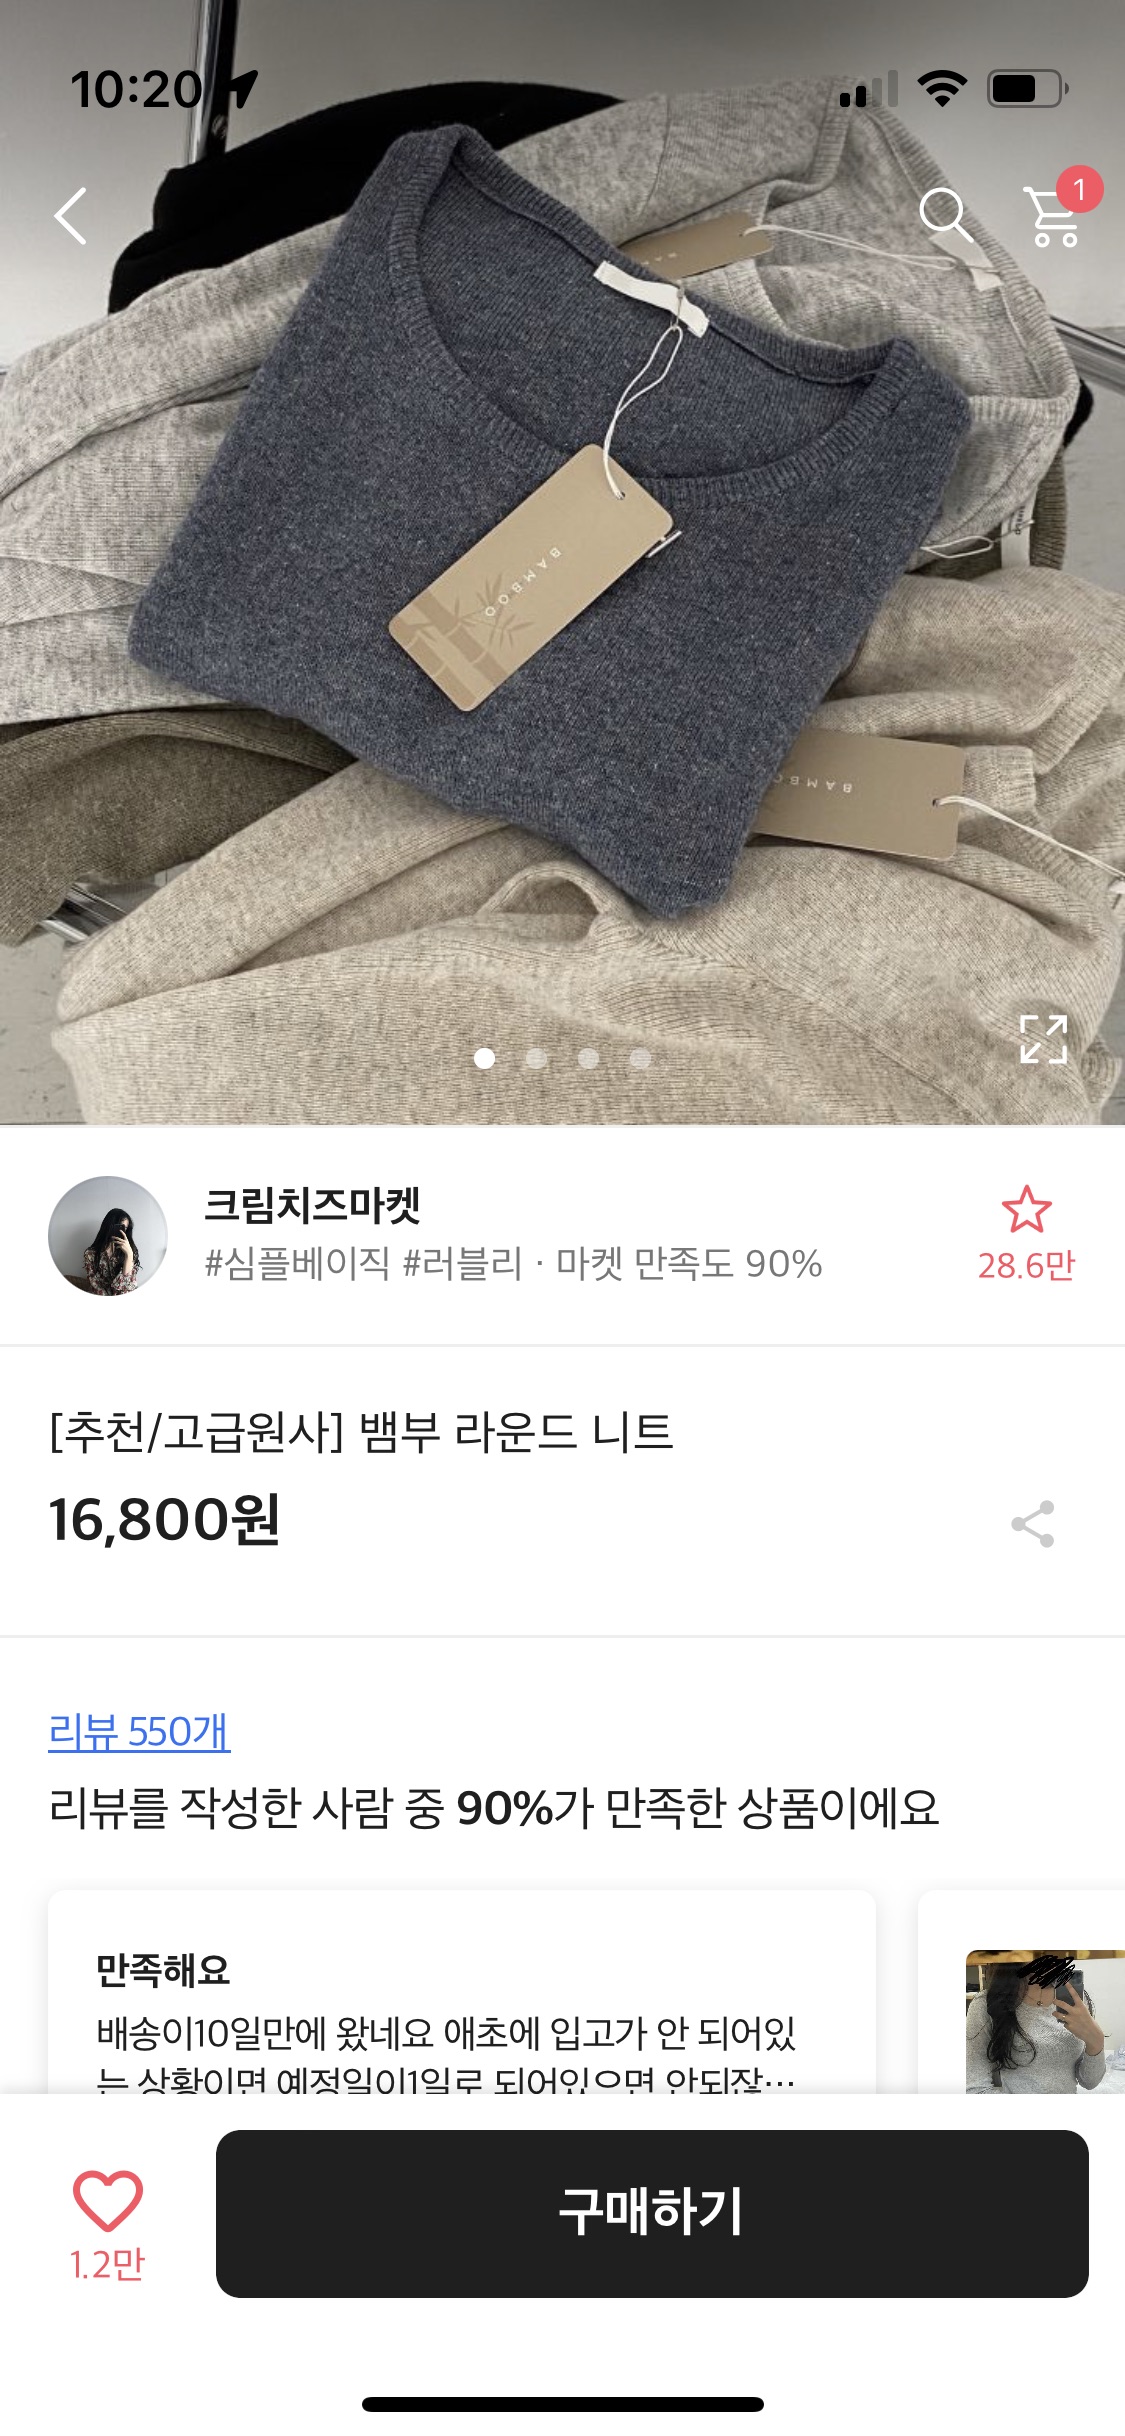 10:20
1
BAMBOO
크림치즈마켓
#심플베이직 #러블리 · 마켓 만족도 90%
28.6만
[추천/고급원사] 뱀부 라운드 니트
16,800원
리뷰 550개
리뷰를 작성한 사람 중 90%가 만족한 상품이에요
만족해요
배송이10일만에 왔네요 애초에 입고가 안 되어있
는 상황이면 예정일이1일로 되어있으면 안되잖···
1.2만
구매하기